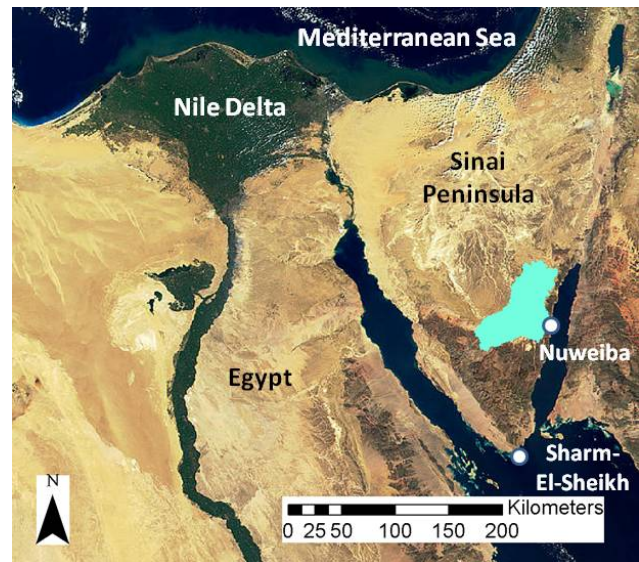 Mediterranean Sea
Nile Delta
Sinai
Peninsula
Nuweiba
Egypt
Sharm-
El-Sheikh
N
Kilometers
0 25 50 100 150 200